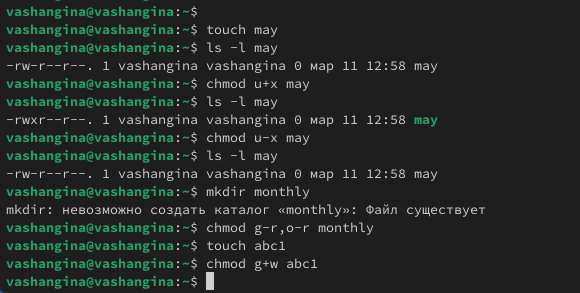 vashangina@vashangina:~$
vashangina@vashangina:~$ touch may
vashangina@vashangina:~$ ls -l may
-rw-r--r--. 1 vashangina vashangina 0 мар 11 12:58 may
vashangina@vashangina:~$ chmod u+x may
vashangina@vashangina:~$ ls -l may
-rwxr--r--. 1 vashangina vashangina 0 мар 11 12:58 may
vashangina@vashangina:~$ chmod u-x may
vashangina@vashangina:~$ ls -l may
-rw-r--r--. 1 vashangina vashangina 0 мар 11 12:58 may
vashangina@vashangina:~$ mkdir monthly
mkdir: невозможно создать каталог «monthly»: Файл существует
vashangina@vashangina:~$ chmod g-r,o-r monthly
vashangina@vashangina:~$ touch abc1
vashangina@vashangina:~$ chmod g+w abc1
vashangina@vashangina:~$